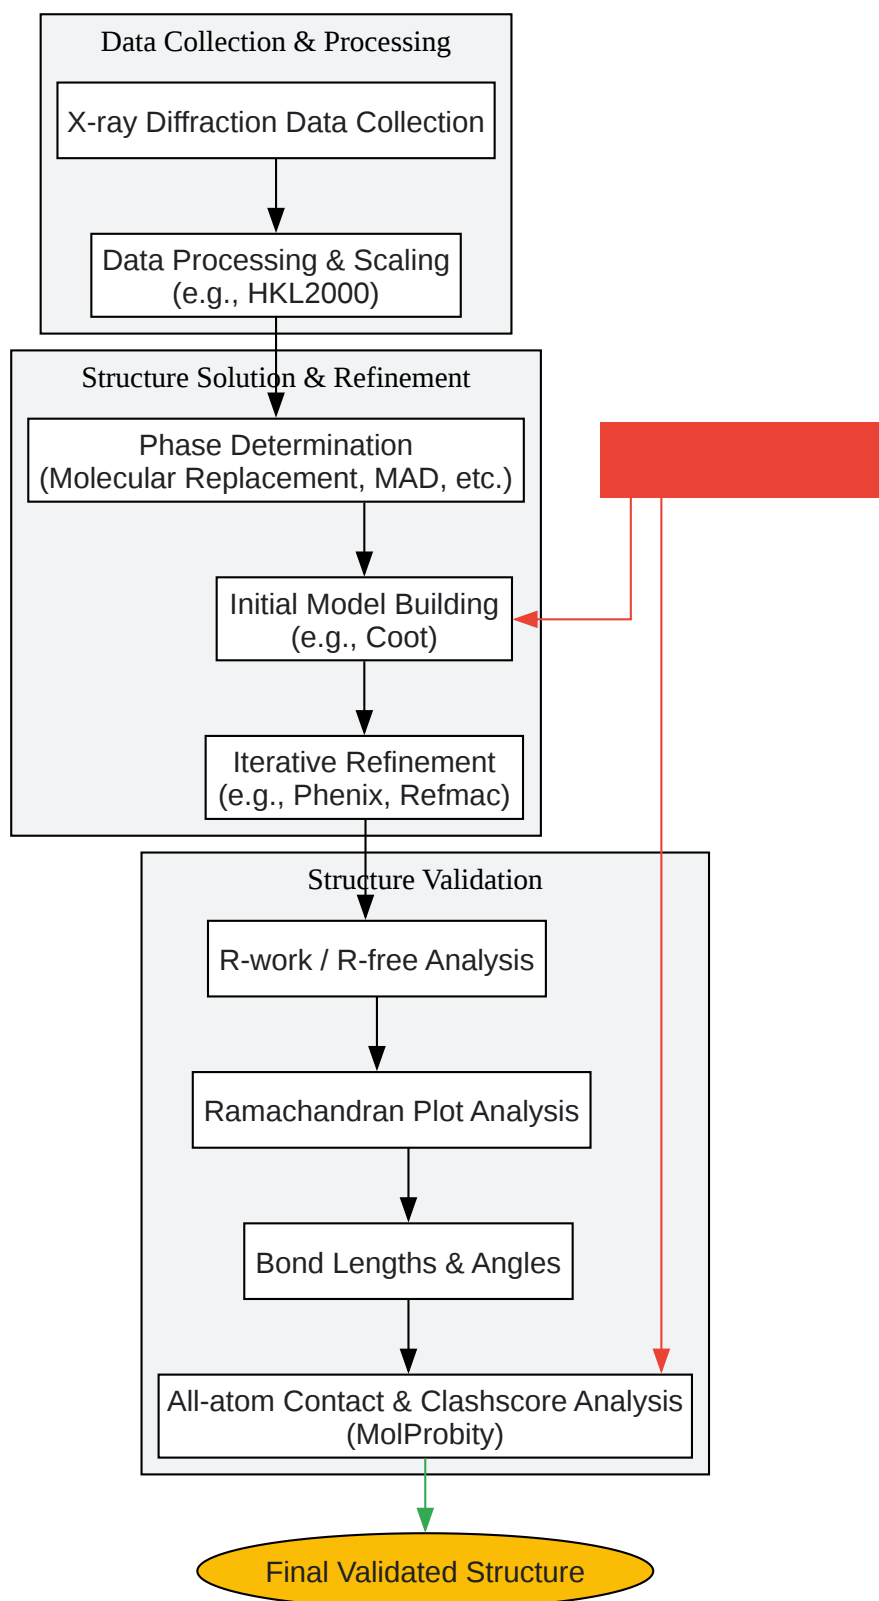 Data Collection & Processing
X-ray Diffraction Data Collection
Data Processing & Scaling
(e.g., HKL2000)
Structure Solution & Refinement
Phase Determination
(Molecular Replacement, MAD, etc.)
Initial Model Building
(e.g., Coot)
Iterative Refinement
(e.g., Phenix, Refmac)
Structure Validation
R-work / R-free Analysis
Ramachandran Plot Analysis
Bond Lengths & Angles
All-atom Contact & Clashscore Analysis
(MolProbity)
Final Validated Structure